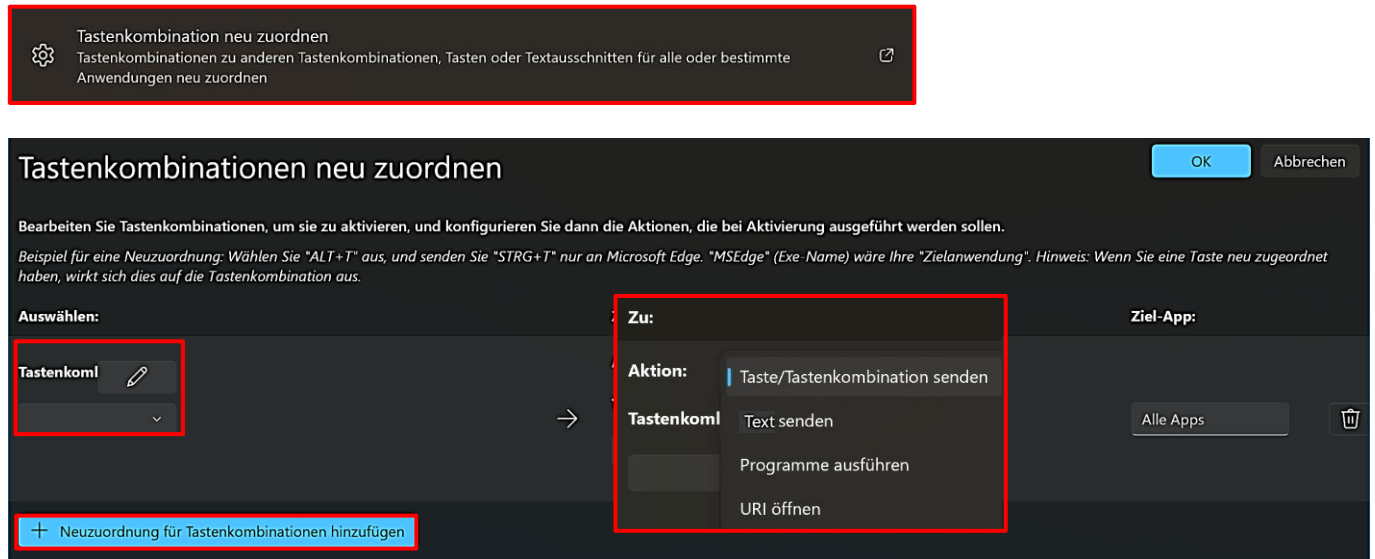 Tastenkombination neu zuordnen
Tastenkombinationen zu anderen Tastenkombinationen, Tasten oder Textausschnitten für alle oder bestimmte
Anwendungen neu zuordnen
Tastenkombinationen neu zuordnen
OK
Abbrechen
Bearbeiten Sie Tastenkombinationen, um sie zu aktivieren, und konfigurieren Sie dann die Aktionen, die bei Aktivierung ausgeführt werden sollen.
Beispiel für eine Neuzuordnung: Wählen Sie "ALT+T" aus, und senden Sie "STRG+T" nur an Microsoft Edge. "MSEdge" (Exe-Name) wäre Ihre "Zielanwendung". Hinweis: Wenn Sie eine Taste neu zugeordnet
haben, wirkt sich dies auf die Tastenkombination aus.
Auswählen:
Zu:
Ziel-App:
Tastenkoml
Aktion:
Taste/Tastenkombination senden
Tastenkoml
Text senden
Alle Apps
Programme ausführen
URI öffnen
+ Neuzuordnung für Tastenkombinationen hinzufügen